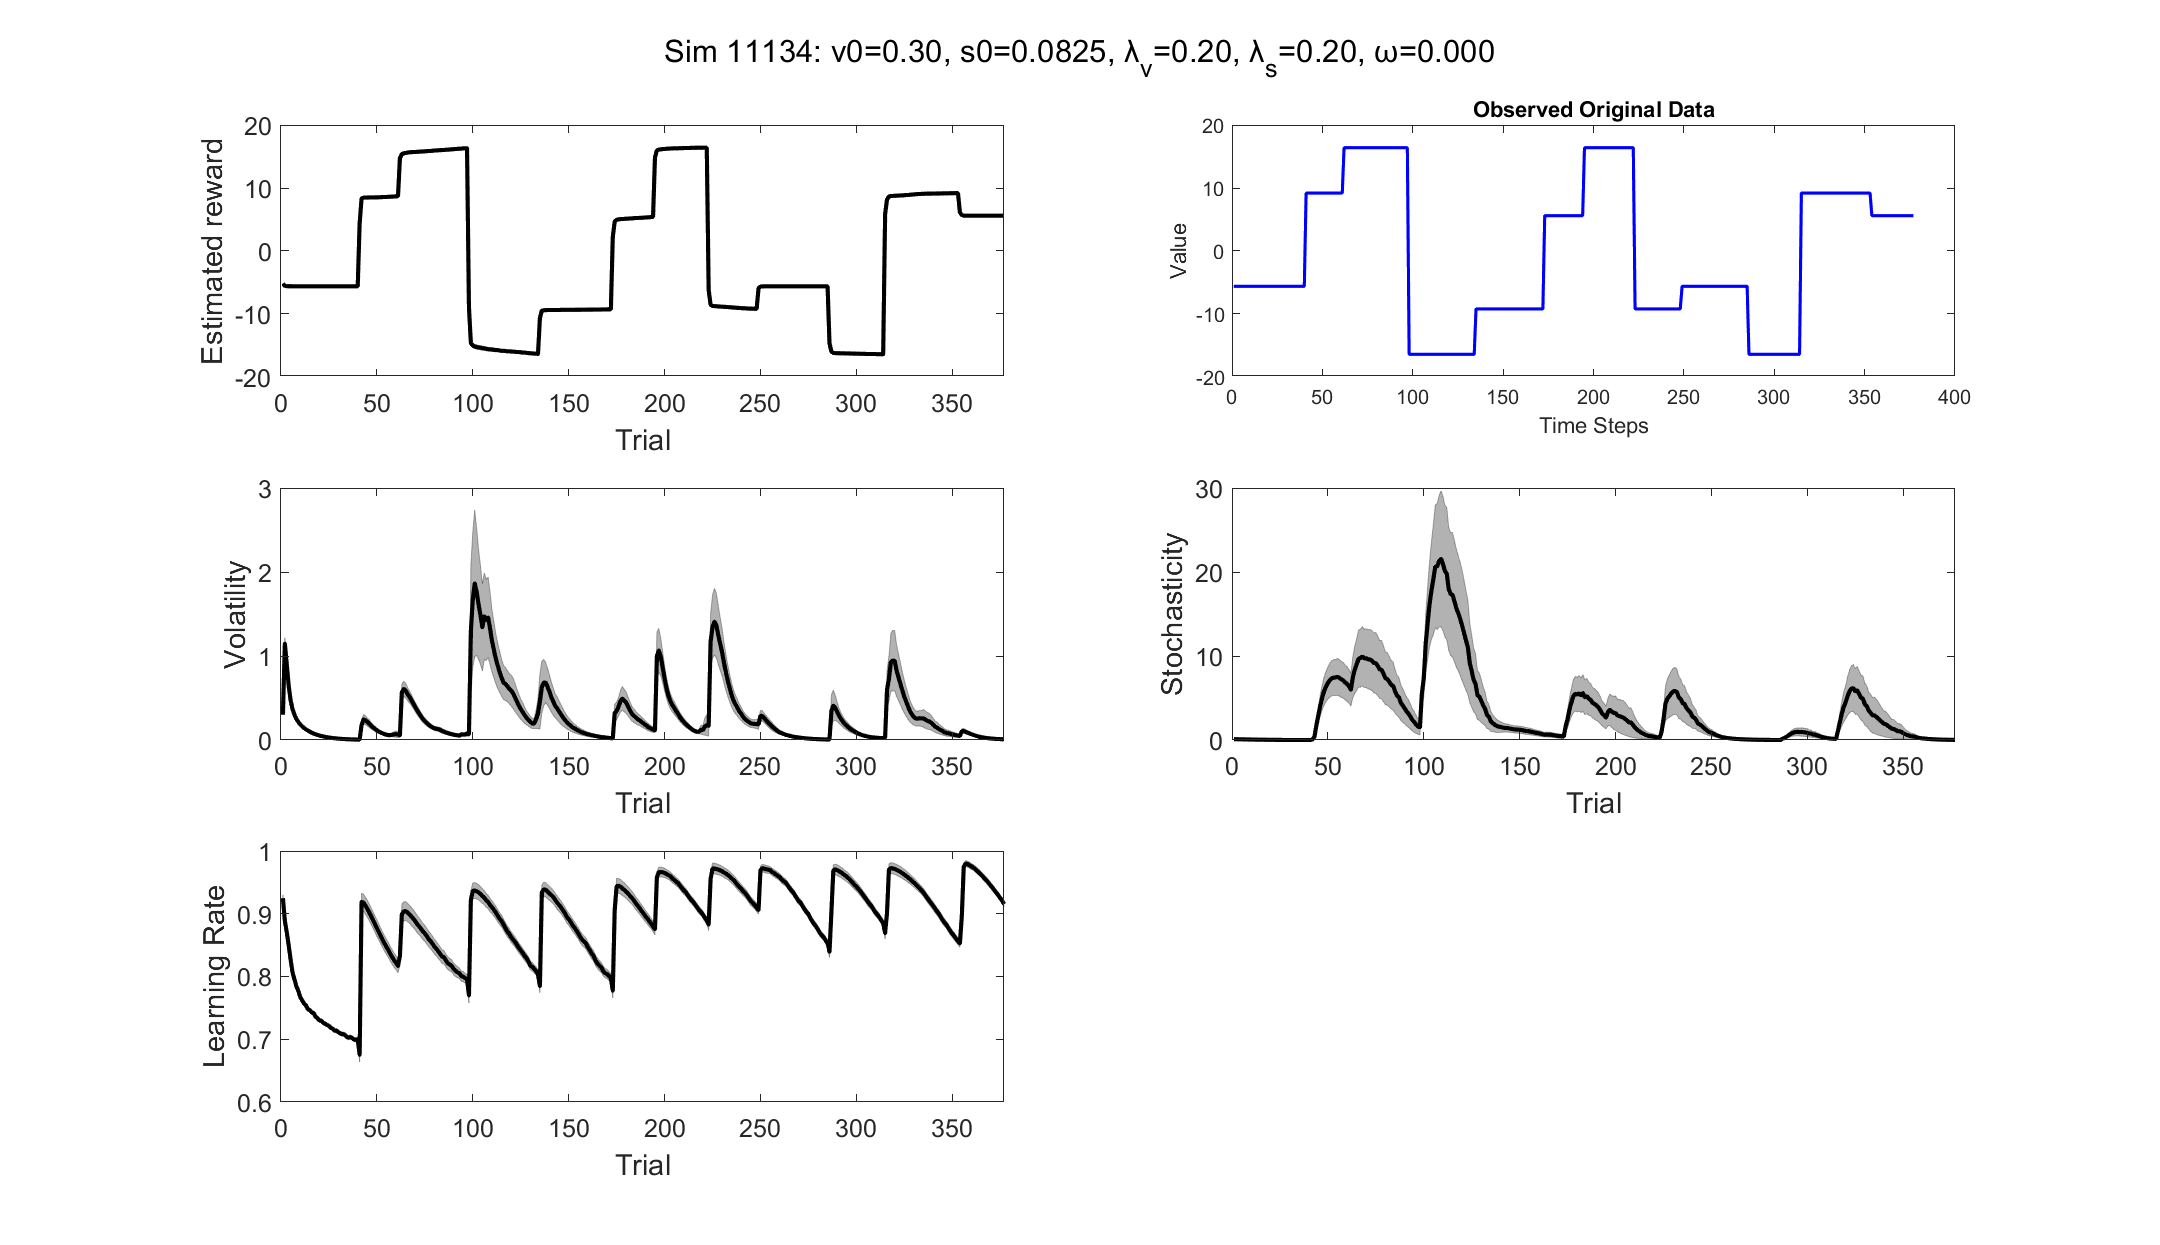 Sim 11134: v0=0.30, s0=0.0825, λ_v=0.20, λ_s=0.20, ω=0.000
Estimated reward
20
10
0
-10
-20
0 50 100 150 200 250 300 350
Trial
Observed Original Data
Value
20
10
0
-10
-20
0 50 100 150 200 250 300 350 400
Time Steps
Volatility
3
2
1
0
0 50 100 150 200 250 300 350
Trial
Stochasticity
30
20
10
0
0 50 100 150 200 250 300 350
Trial
Learning Rate
1
0.9
0.8
0.7
0.6
0 50 100 150 200 250 300 350
Trial